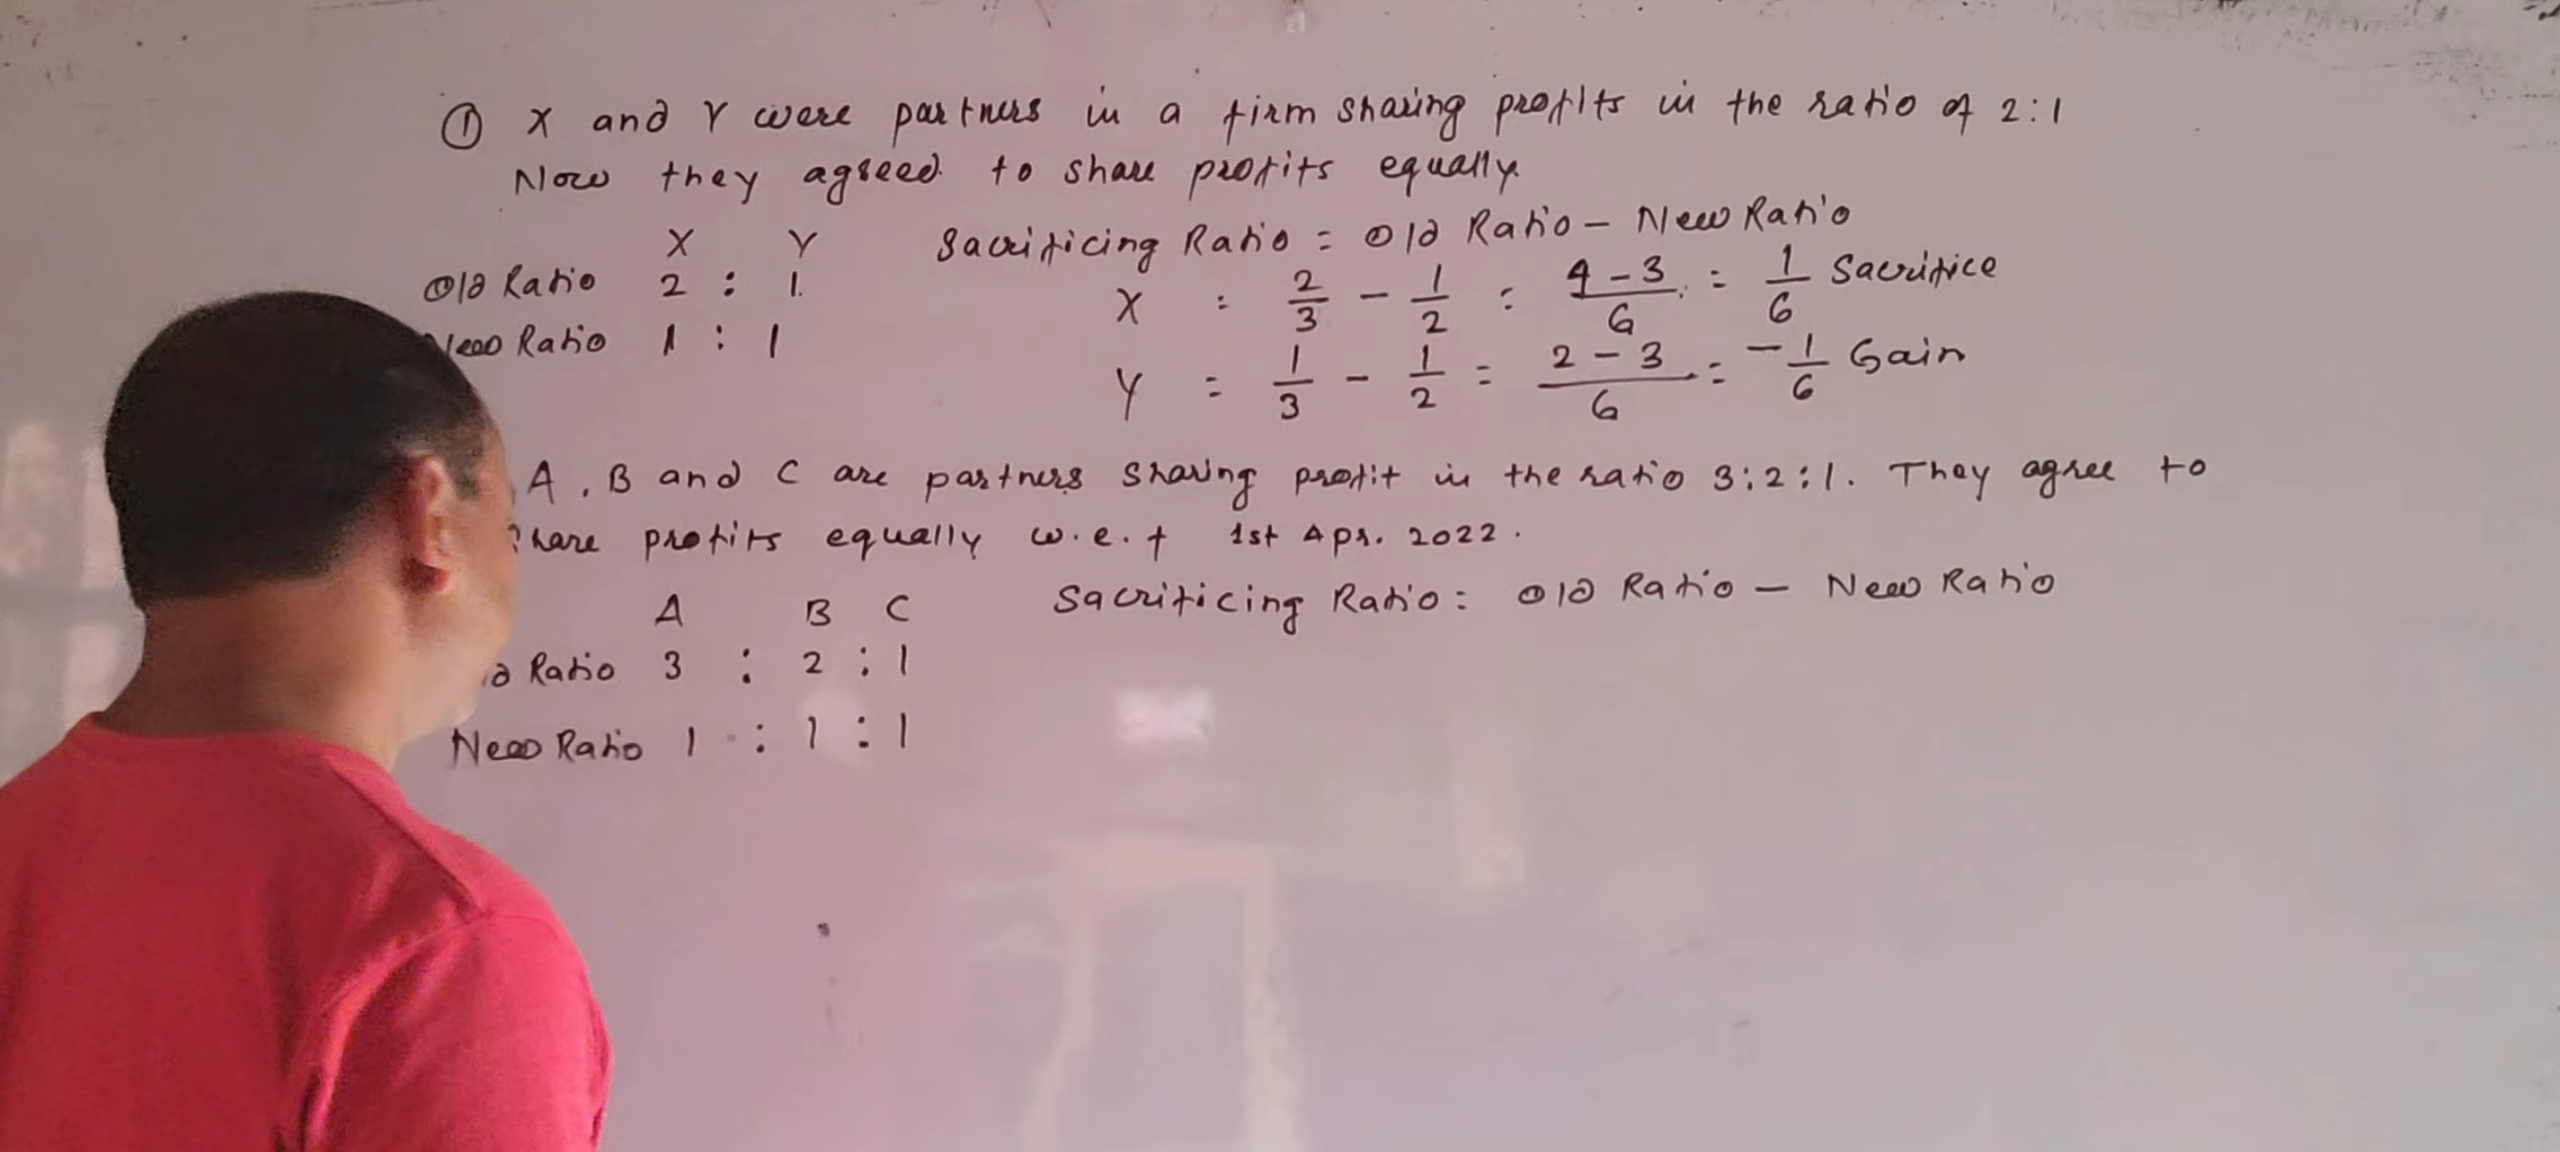 ① X and Y were partners in a firm sharing profits in the ratio of 2:1
Now they agreed to share profits equally.
X Y
Old Ratio 2 : 1
New Ratio 1 : 1
Sacrificing Ratio = Old Ratio - New Ratio
X = 2/3 - 1/2 = 4-3/6 = 1/6 Sacrifice
Y = 1/3 - 1/2 = 2-3/6 = -1/6 Gain
A, B and C are partners sharing profit in the ratio 3:2:1. They agree to
share profits equally w.e.f 1st Apr. 2022.
A B C
Ratio 3 : 2 : 1
New Ratio 1 : 1 : 1
Sacrificing Ratio = Old Ratio - New Ratio